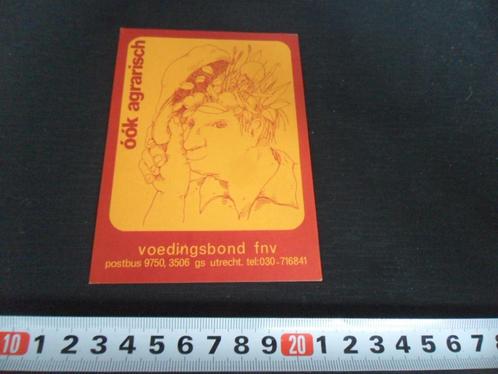 óók agrarisch
voedingsbond fnv
postbus 9750, 3506 gs utrecht. tel:030-716841
10 1 2 3 4 5 6 7 8 9 20 1 2 3 4 5 6 7 8